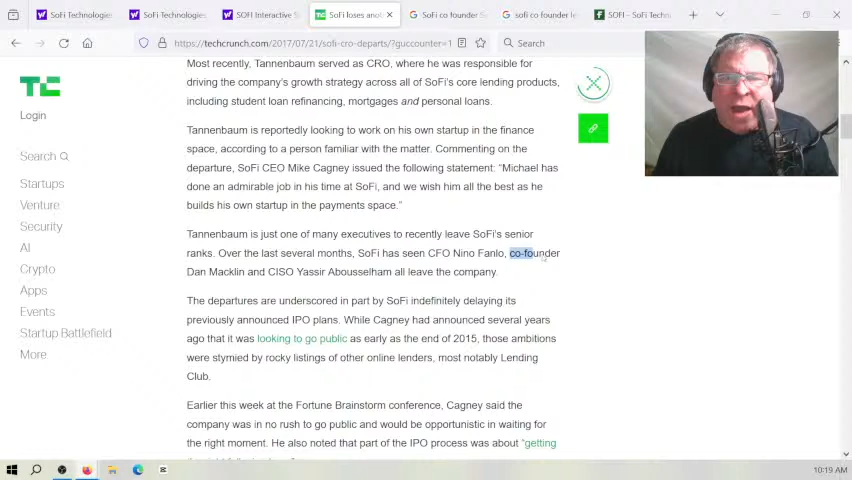 SoFi Technologies
SoFi Technologies,
SOFI Interactive S
SoFi loses anot
SoFi co founder S
sofi co founder le
SOFI - SoFi Techn
https://techcrunch.com/2017/07/21/sofi-cro-departs/?guccounter=1
Search
Login
Search
Startups
Venture
Security
AI
Crypto
Apps
Events
Startup Battlefield
More
Most recently, Tannenbaum served as CRO, where he was responsible for
driving the company's growth strategy across all of SoFi's core lending products,
including student loan refinancing, mortgages and personal loans.
Tannenbaum is reportedly looking to work on his own startup in the finance
space, according to a person familiar with the matter. Commenting on the
departure, SoFi CEO Mike Cagney issued the following statement: “Michael has
done an admirable job in his time at SoFi, and we wish him all the best as he
builds his own startup in the payments space.”
Tannenbaum is just one of many executives to recently leave SoFi's senior
ranks. Over the last several months, SoFi has seen CFO Nino Fanlo, co-founder
Dan Macklin and CISO Yassir Abousselham all leave the company.
The departures are underscored in part by SoFi indefinitely delaying its
previously announced IPO plans. While Cagney had announced several years
ago that it was looking to go public as early as the end of 2015, those ambitions
were stymied by rocky listings of other online lenders, most notably Lending
Club.
Earlier this week at the Fortune Brainstorm conference, Cagney said the
company was in no rush to go public and would be opportunistic in waiting for
the right moment. He also noted that part of the IPO process was about “getting
10:19 AM